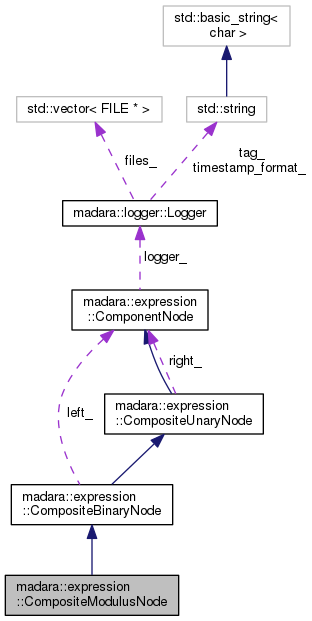 std::basic_string<
char >
std::vector< FILE * >
std::string
files_
tag_
timestamp_format_
madara::logger::Logger
logger_
madara::expression
::ComponentNode
right_
left_
madara::expression
::CompositeUnaryNode
madara::expression
::CompositeBinaryNode
madara::expression
::CompositeModulusNode